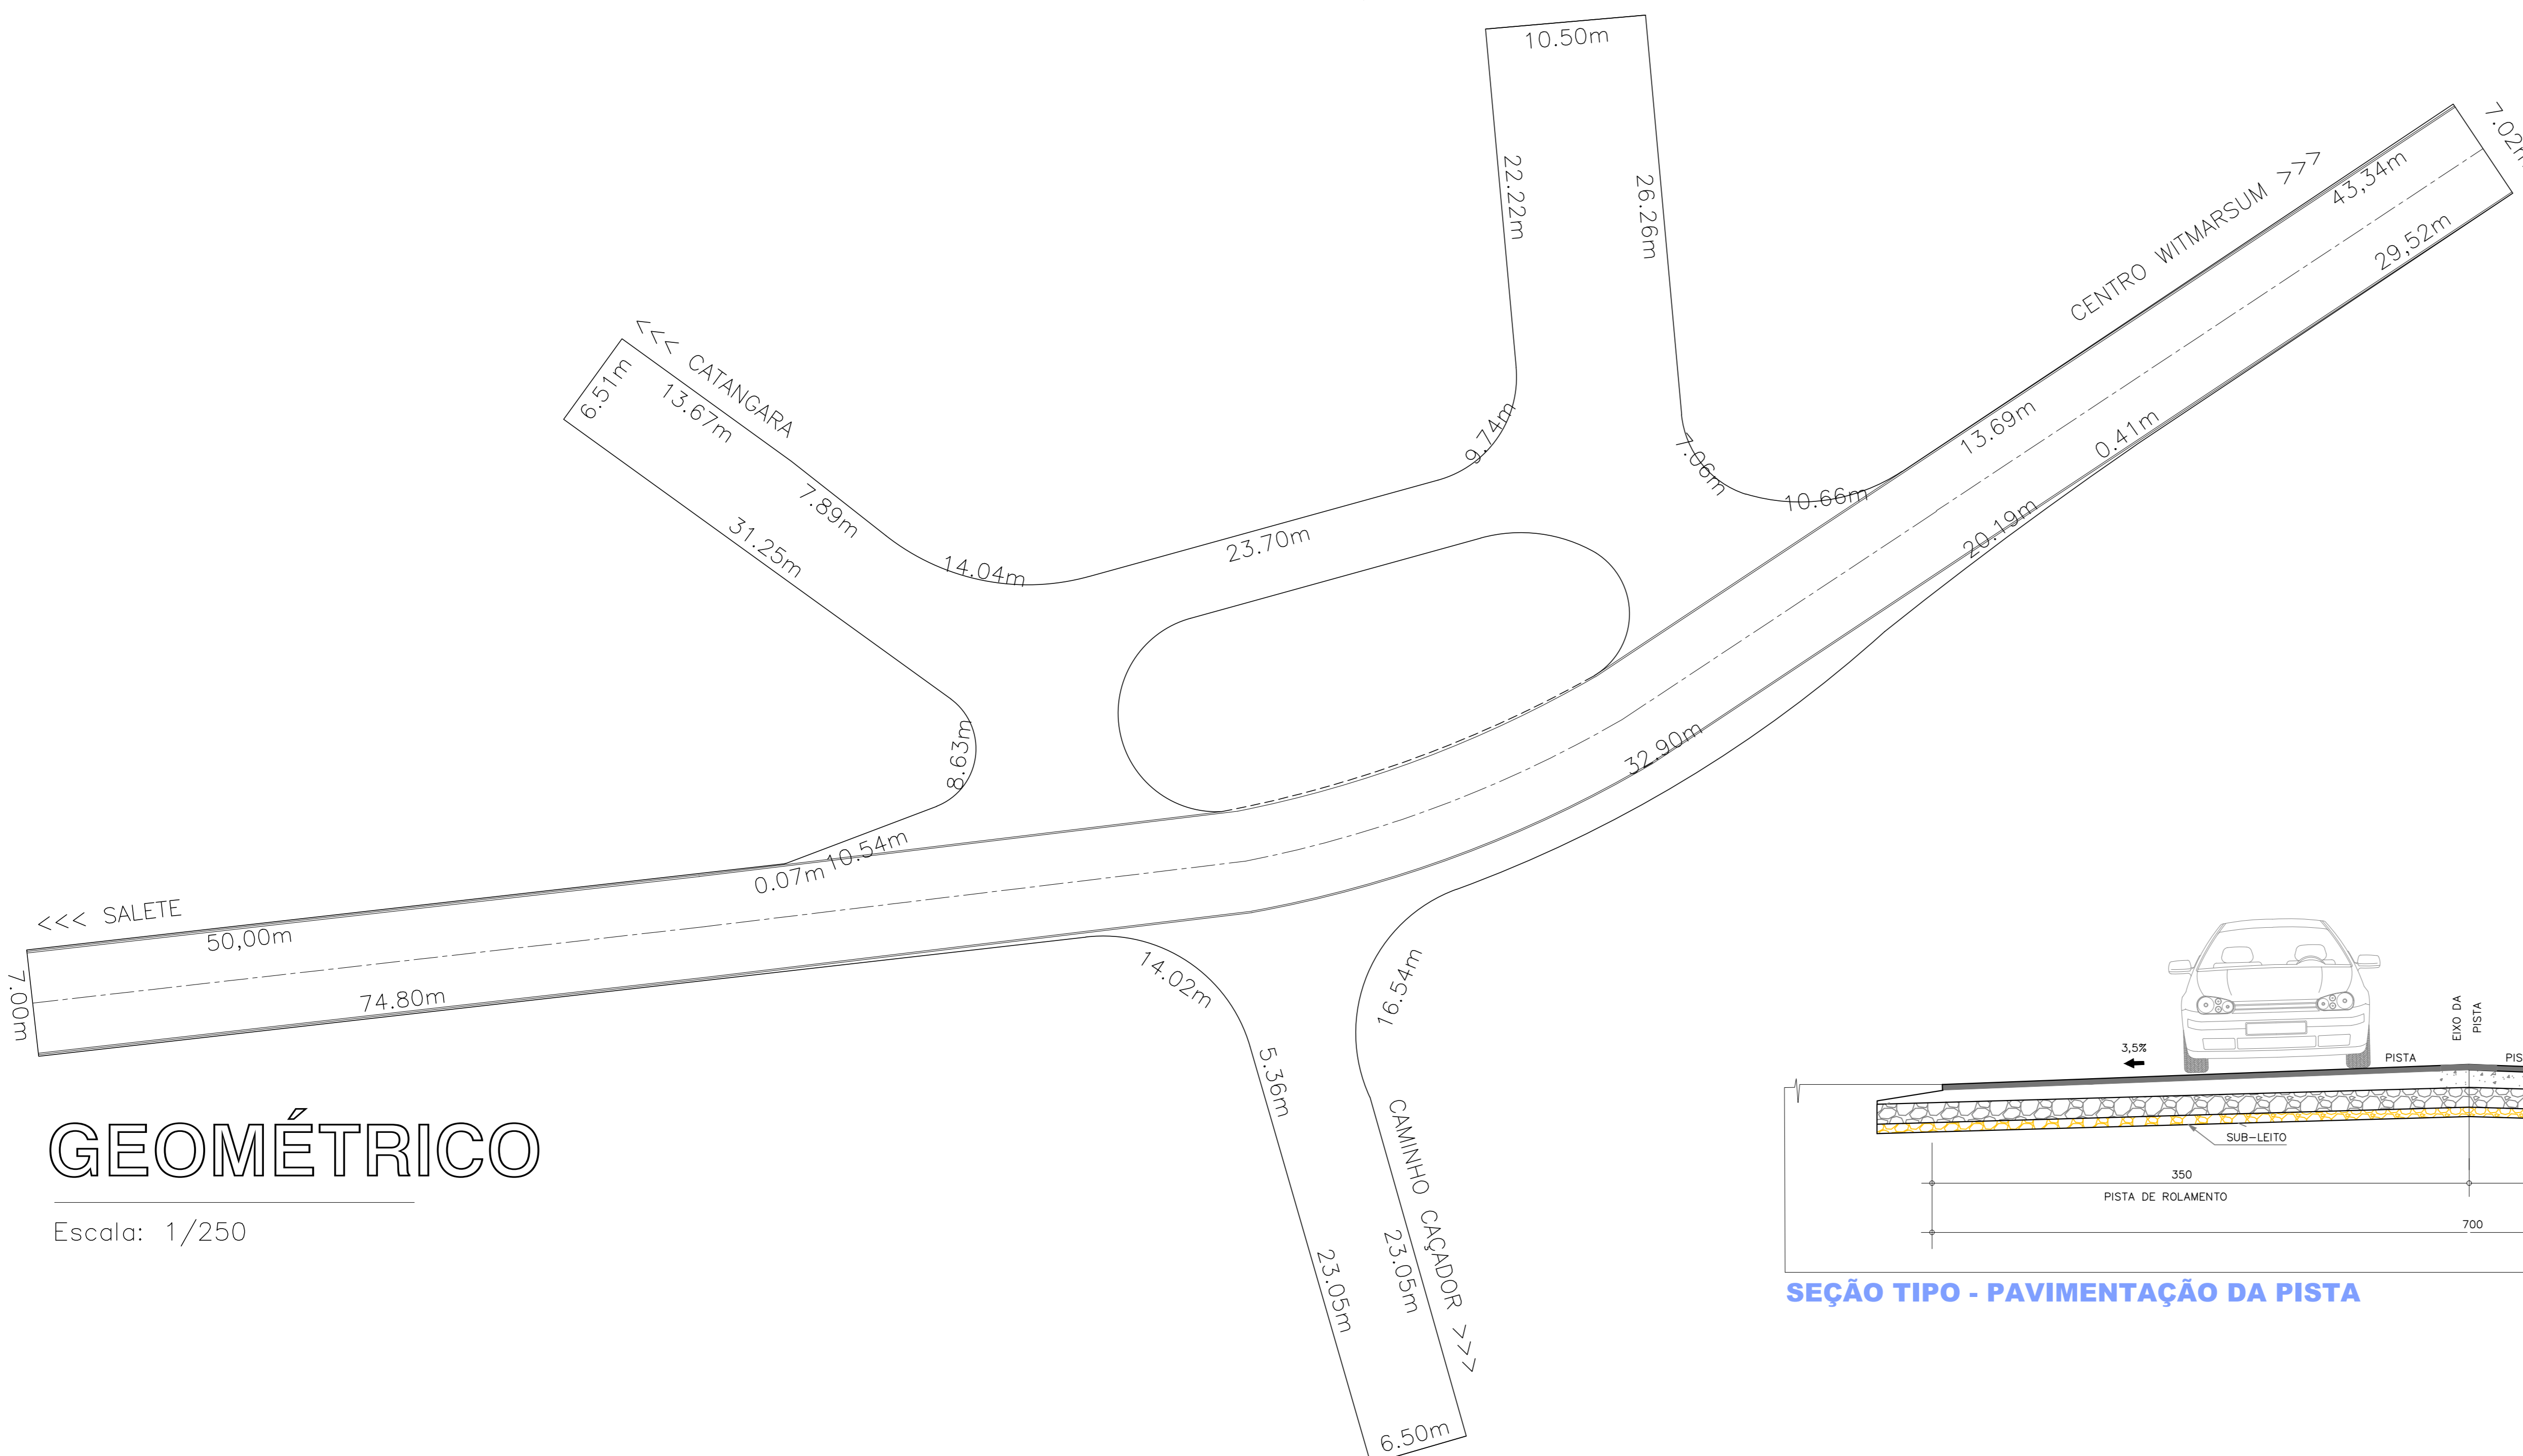 10.50m
7.02m
22.22m
26.26m
CENTRO WITMARSUM >>>
43,34m
29,52m
<<< CATANGARA
6.51m
13.67m
7.89m
31.25m
14.04m
23.70m
9.74m
7.06m
10.66m
13.69m
0.41m
20.19m
32.90m
8.63m
10.54m
0.07m
<<< SALETE
50,00m
7.00m
74.80m
14.02m
16.54m
5.36m
23.05m
CAMINHO CAÇADOR >>>
23.05m
6.50m
GEOMÉTRICO
Escala: 1/250
EIXO DA
PISTA
3,5%
PISTA
PIS
SUB-LEITO
350
PISTA DE ROLAMENTO
700
SEÇÃO TIPO - PAVIMENTAÇÃO DA PISTA